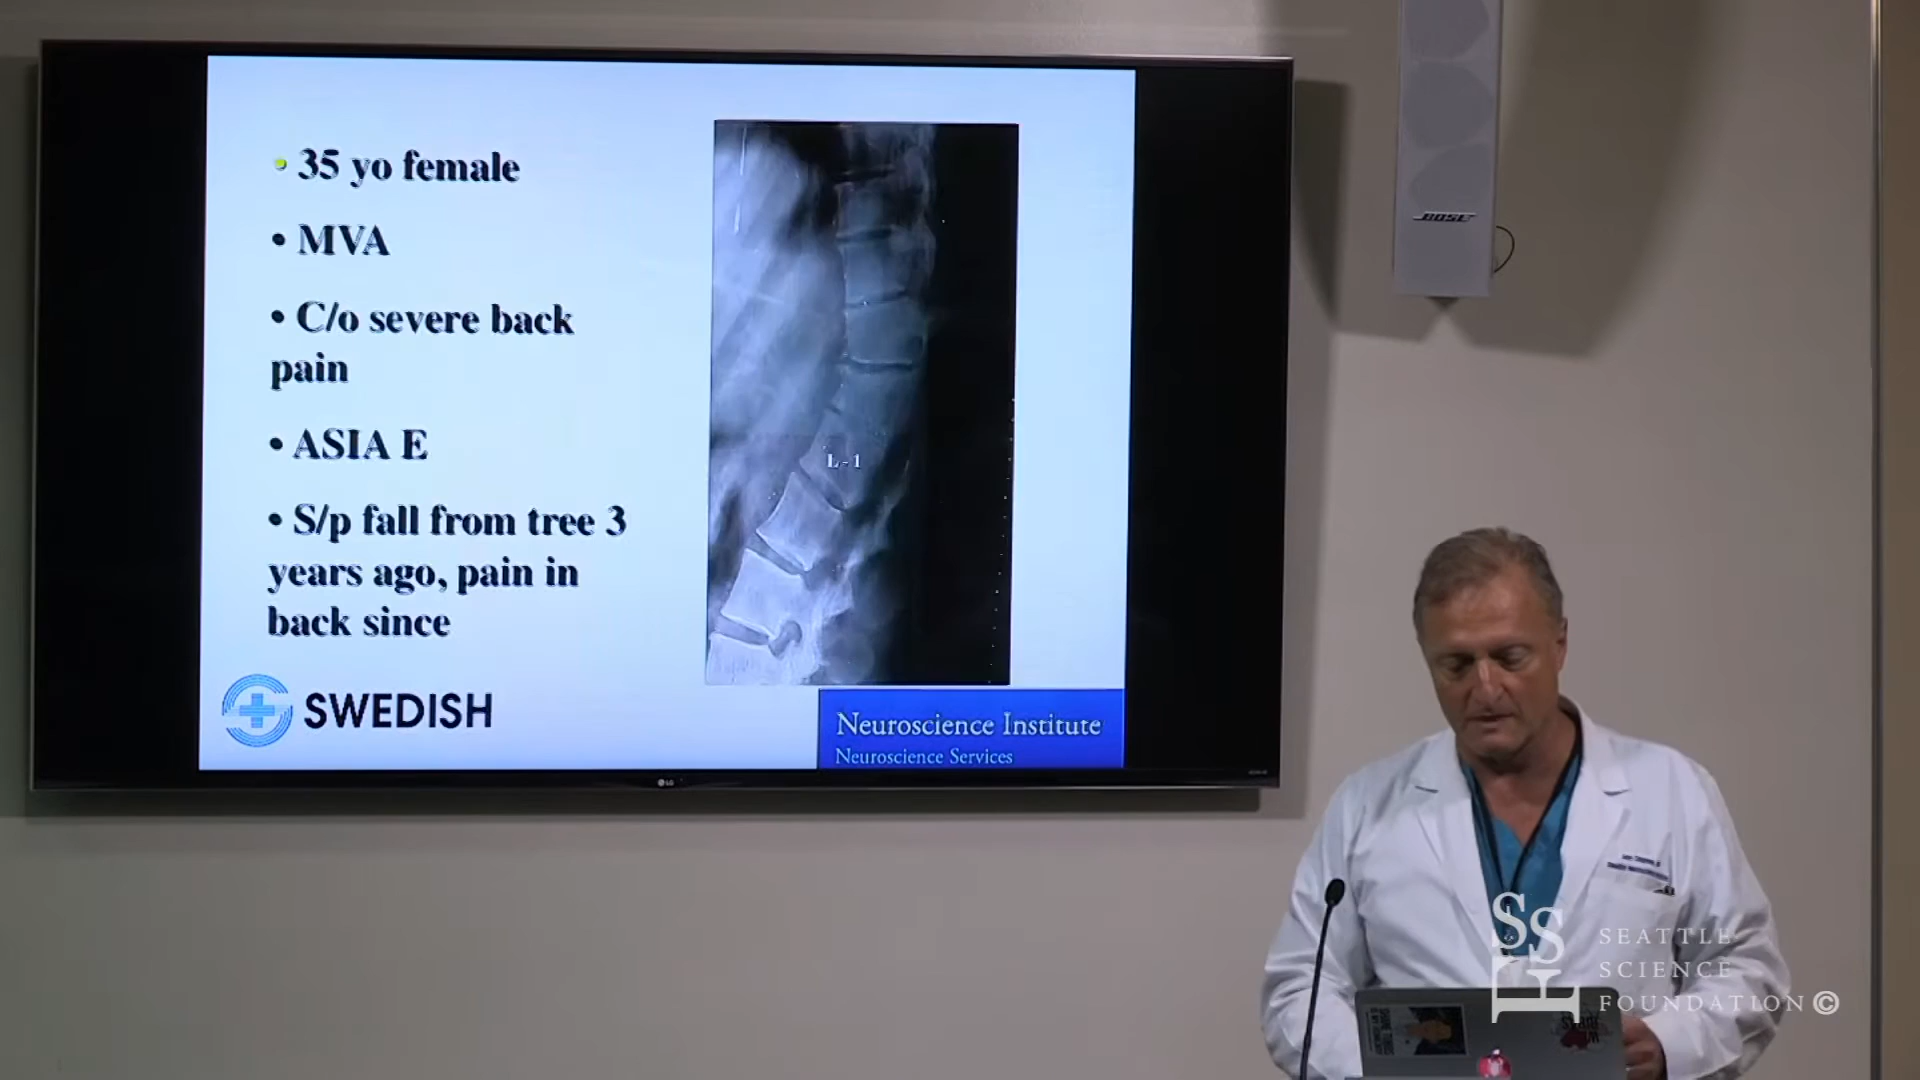 • 35 yo female
• MVA
• C/o severe back
pain
• ASIA E
• S/p fall from tree 3
years ago, pain in
back since
L-1
SWEDISH
Neuroscience Institute
Neuroscience Services
LG
BOSE
SSF
SEATTLE
SCIENCE
FOUNDATION©